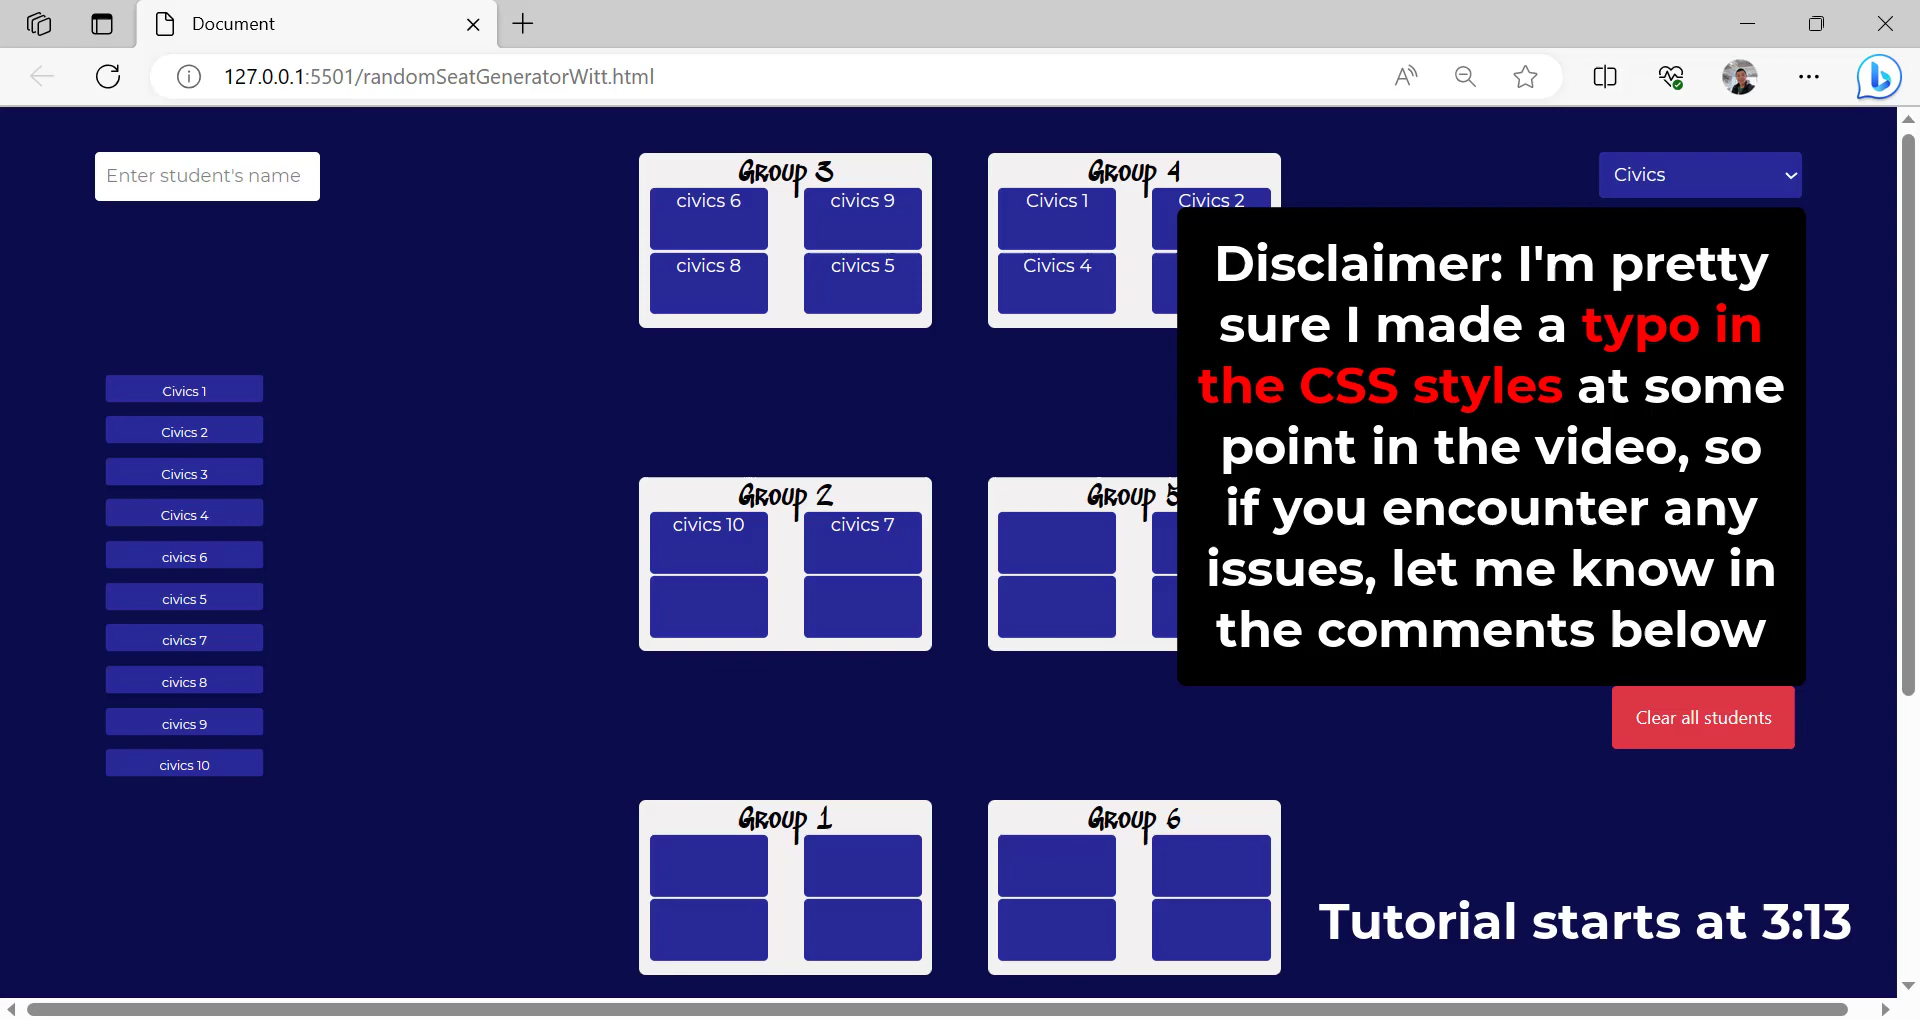 Document
127.0.0.1:5501/randomSeatGeneratorWitt.html
Enter student's name
Civics 1
Civics 2
Civics 3
Civics 4
civics 6
civics 5
civics 7
civics 8
civics 9
civics 10
Group 3
civics 6 civics 9
civics 8 civics 5
Group 4
Civics 1 Civics 2
Civics 4
Group 2
civics 10 civics 7
Group 5
Group 1
Group 6
Civics
Disclaimer: I'm pretty
sure I made a typo in
the CSS styles at some
point in the video, so
if you encounter any
issues, let me know in
the comments below
Clear all students
Tutorial starts at 3:13